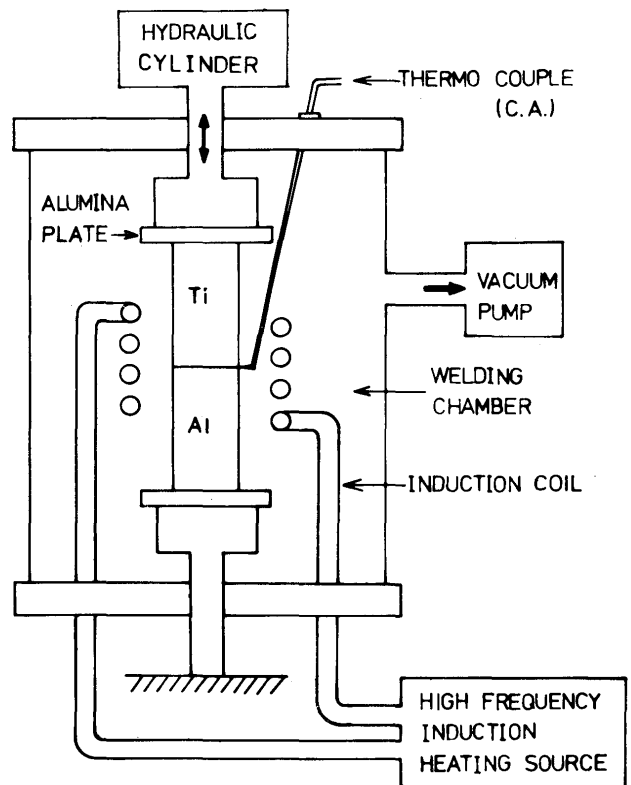 HYDRAULIC
CYLINDER
THERMO COUPLE
(C.A.)
ALUMINA
PLATE
Ti
VACUUM
PUMP
WELDING
CHAMBER
Al
INDUCTION COIL
HIGH FREQUENCY
INDUCTION
HEATING SOURCE